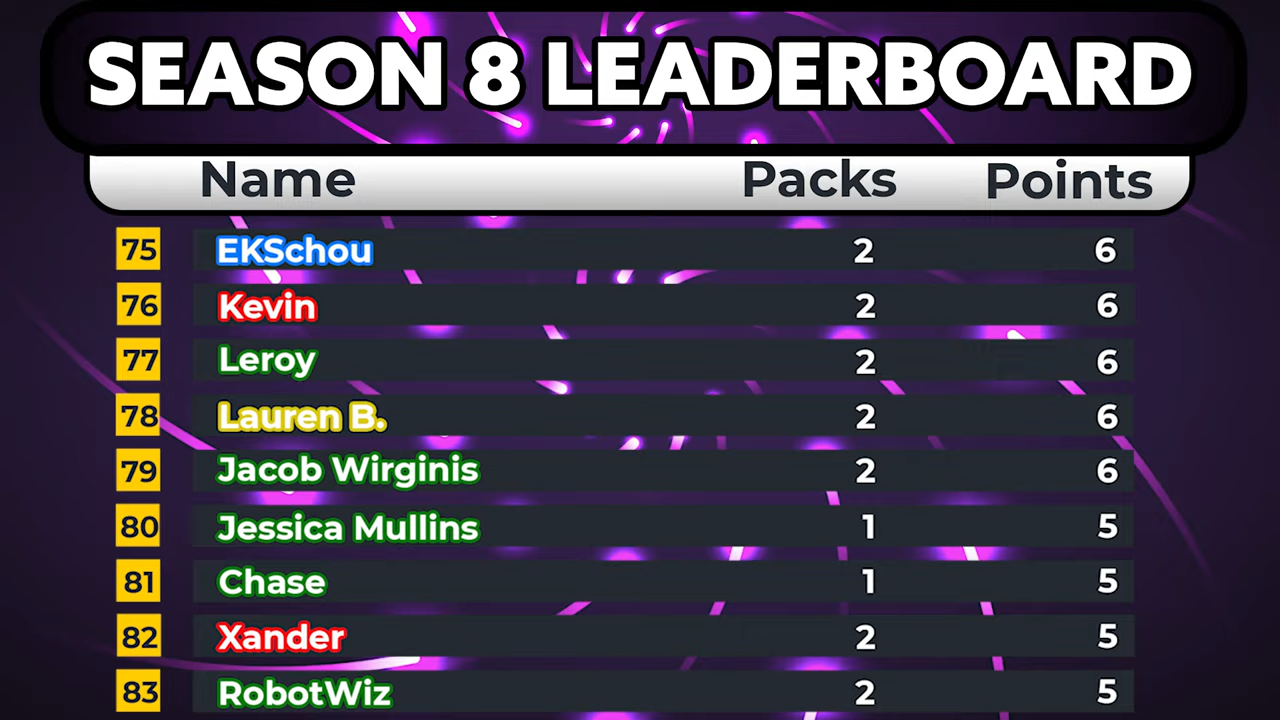 SEASON 8 LEADERBOARD
Name Packs Points
75 EKSchou 2 6
76 Kevin 2 6
77 Leroy 2 6
78 Lauren B. 2 6
79 Jacob Wirginis 2 6
80 Jessica Mullins 1 5
81 Chase 1 5
82 Xander 2 5
83 RobotWiz 2 5